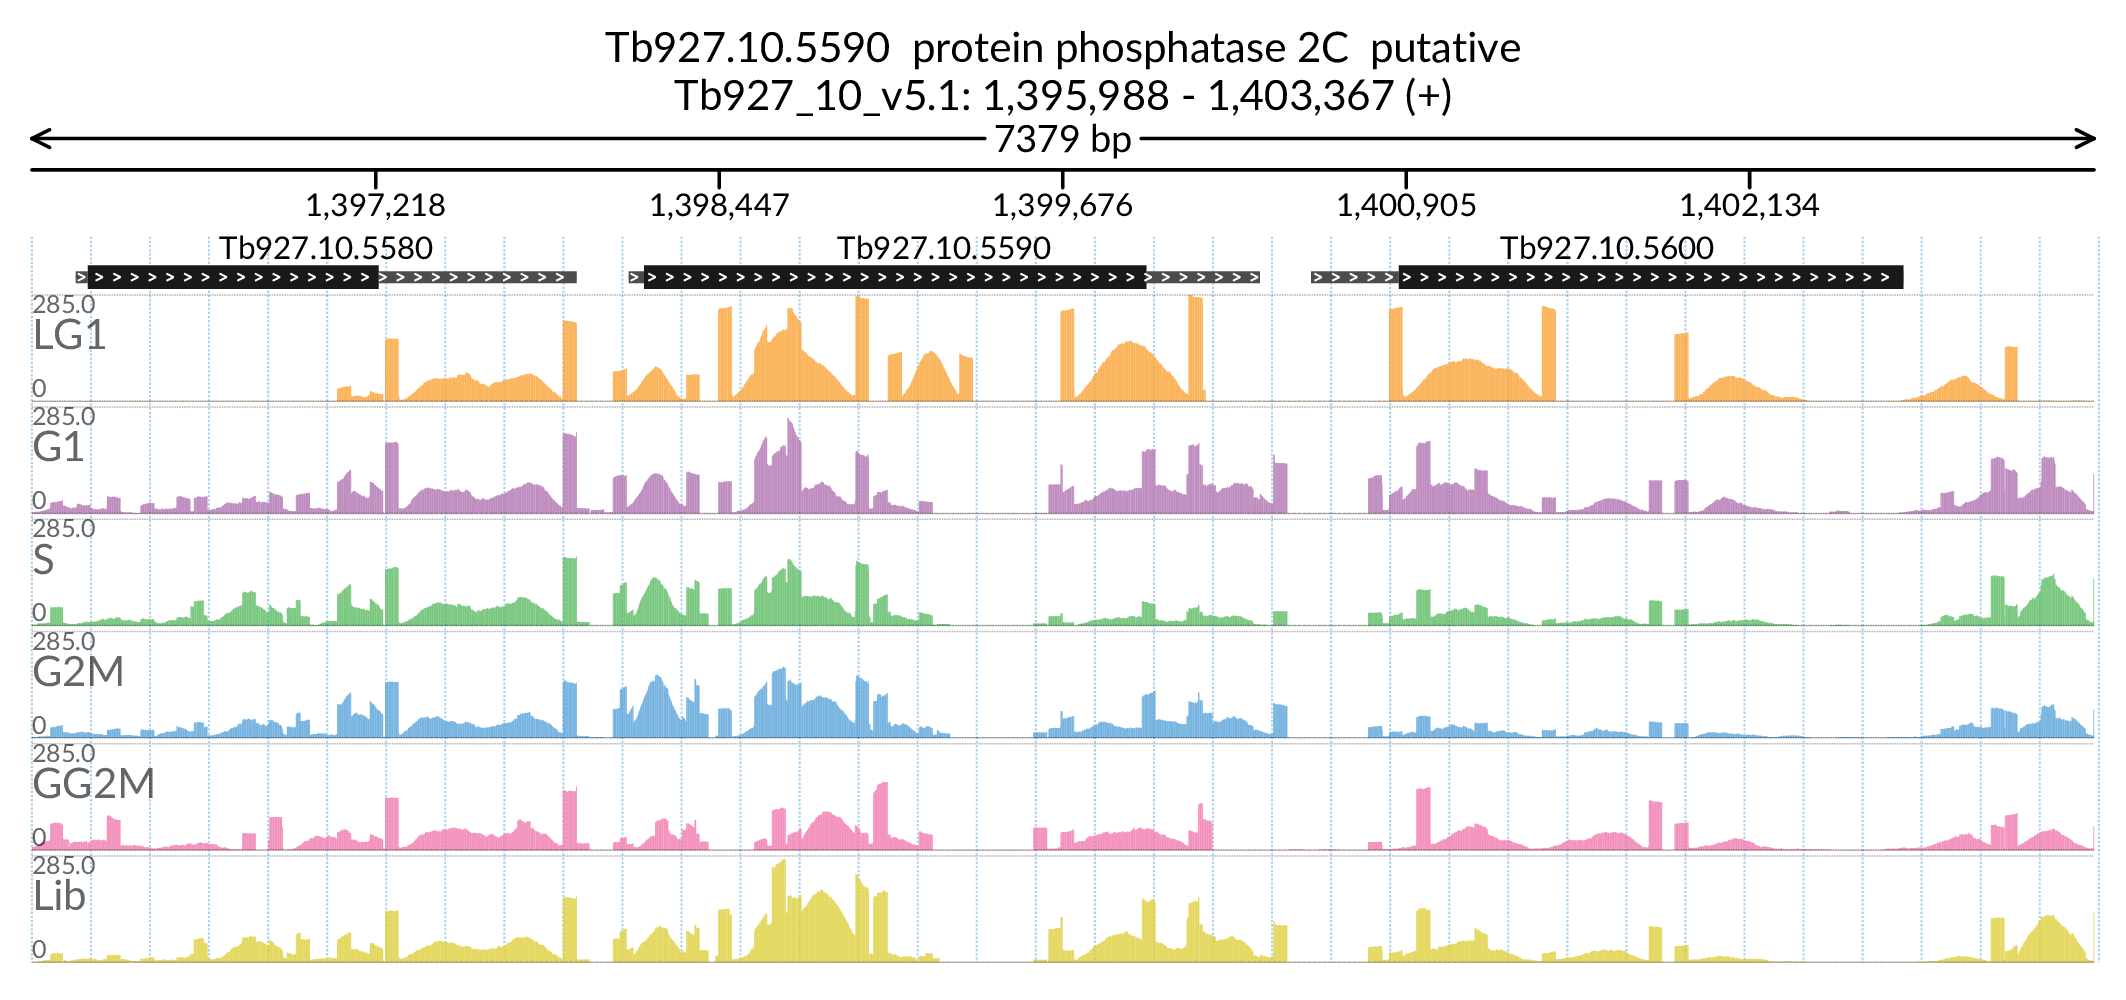 Tb927.10.5590 protein phosphatase 2C putative
Tb927_10_v5.1: 1,395,988 - 1,403,367 (+)
7379 bp
1,397,218 1,398,447 1,399,676 1,400,905 1,402,134
Tb927.10.5580 Tb927.10.5590 Tb927.10.5600
285.0
LG1
0
285.0
G1
0
285.0
S
0
285.0
G2M
0
285.0
GG2M
0
285.0
Lib
0